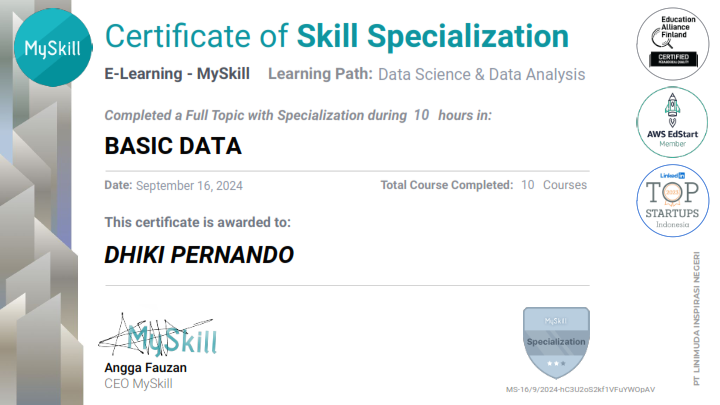 MySkill
Certificate of Skill Specialization
E-Learning - MySkill Learning Path: Data Science & Data Analysis
Completed a Full Topic with Specialization during 10 hours in:
BASIC DATA
Date: September 16, 2024 Total Course Completed: 10 Courses
This certificate is awarded to:
DHIKI PERNANDO
MySkill
Angga Fauzan
CEO MySkill
MySkill
Specialization
MS-16/9/2024-hC3U2oS2kf1VFuYWOpAV
Education
Alliance
Finland
CERTIFIED
AWS EdStart
Member
LinkedIn
TOP
STARTUPS
Indonesia
PT LINIMUDA INSPIRASI NEGERI